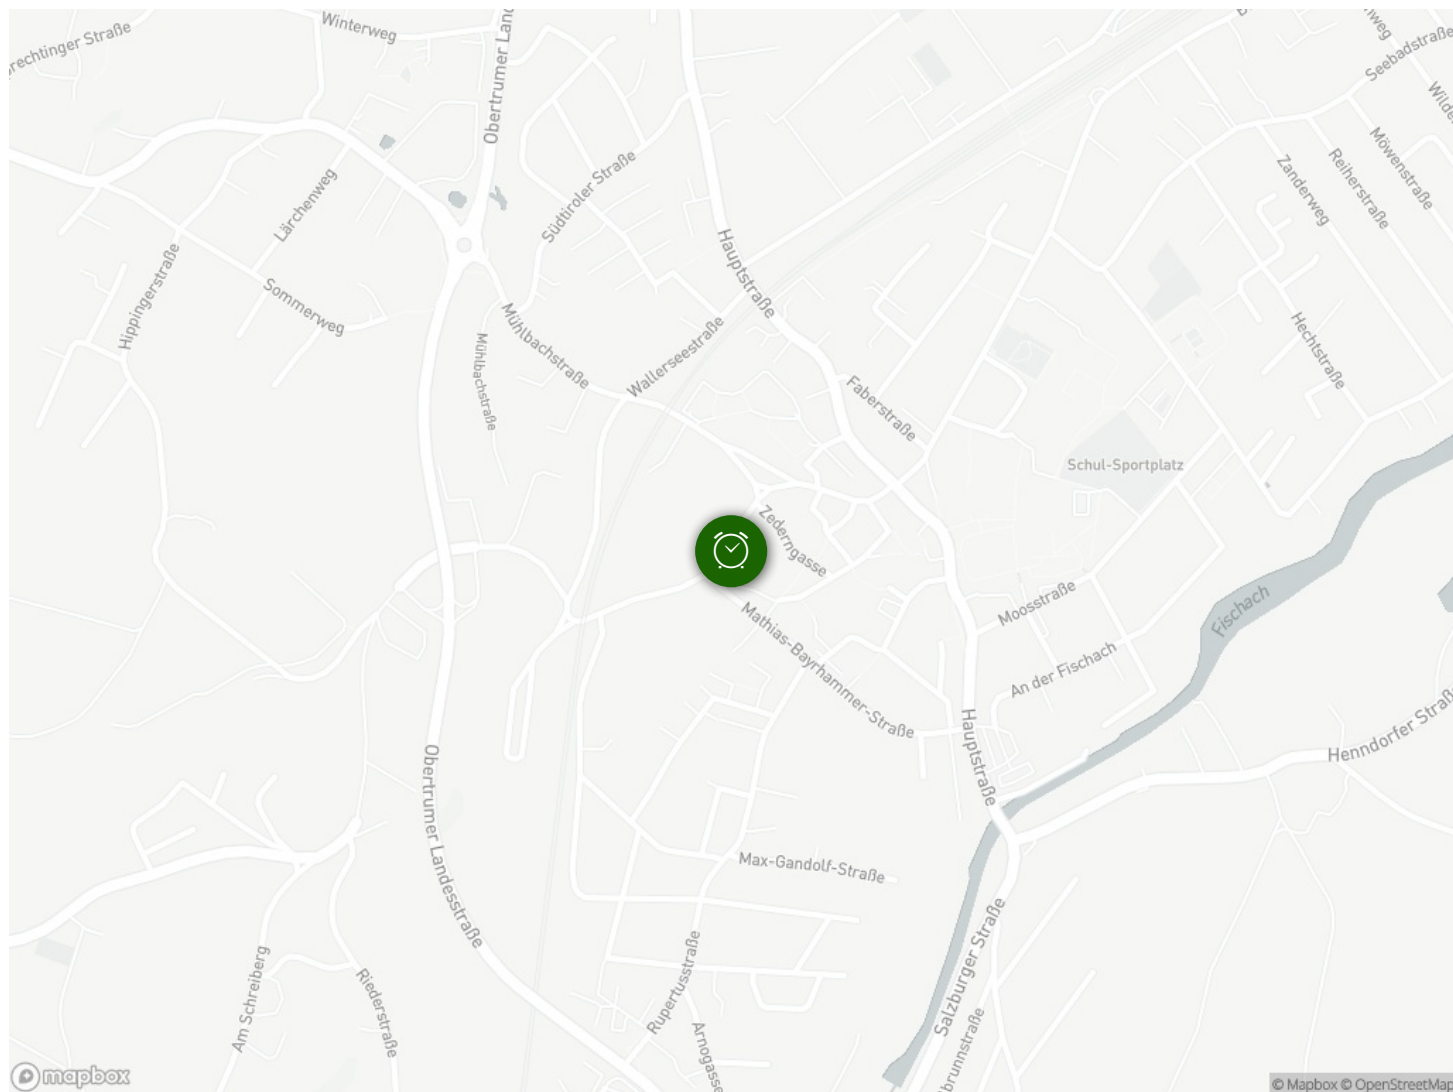 Winterweg
Obertrumer Land
Seebadstraße
Südtiroler Straße
Möwenstraße
Reiherstraße
Zanderweg
Lärchenweg
Hauptstraße
Hippingerstraße
Sommerweg
Mühlbachstraße
Mühlbachstraße
Wallerseestraße
Hechtstraße
Faberstraße
Schul-Sportplatz
Zederngasse
Mathias-Bayrhammer-Straße
Moosstraße
Fischach
An der Fischach
Hauptstraße
Henndorfer Straß
Obertrumer Landesstraße
Max-Gandolf-Straße
Salzburger Straße
Rupertusstraße
Am Schreiberg
Riederstraße
Arnogasse
brunnstraße
rechtinger Straße
mapbox
© Mapbox © OpenStreetMap